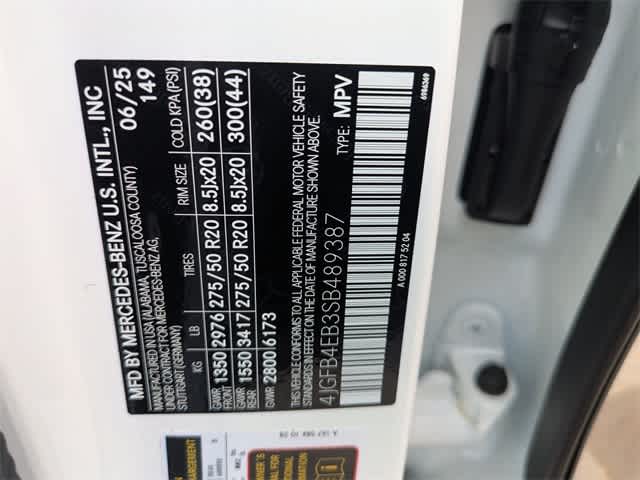 MFD BY MERCEDES-BENZ U.S. INTL., INC
MANUFACTURED IN USA (ALABAMA, TUSCALOOSA COUNTY)
UNDER CONTRACT FOR MERCEDES-BENZ AG,
STUTTGART (GERMANY)
06/25
149
KG LB TIRES RIM SIZE COLD KPA (PSI)
GAWR FRONT 1350 2976 275/50 R20 8.5Jx20 260(38)
GAWR REAR 1550 3417 275/50 R20 8.5Jx20 300(44)
GVWR 2800 6173
THIS VEHICLE CONFORMS TO ALL APPLICABLE FEDERAL MOTOR VEHICLE SAFETY
STANDARDS IN EFFECT ON THE DATE OF MANUFACTURE SHOWN ABOVE.
4JGFB4EB3SB489387 TYPE: MPV
A 000 817 52 04
6986369